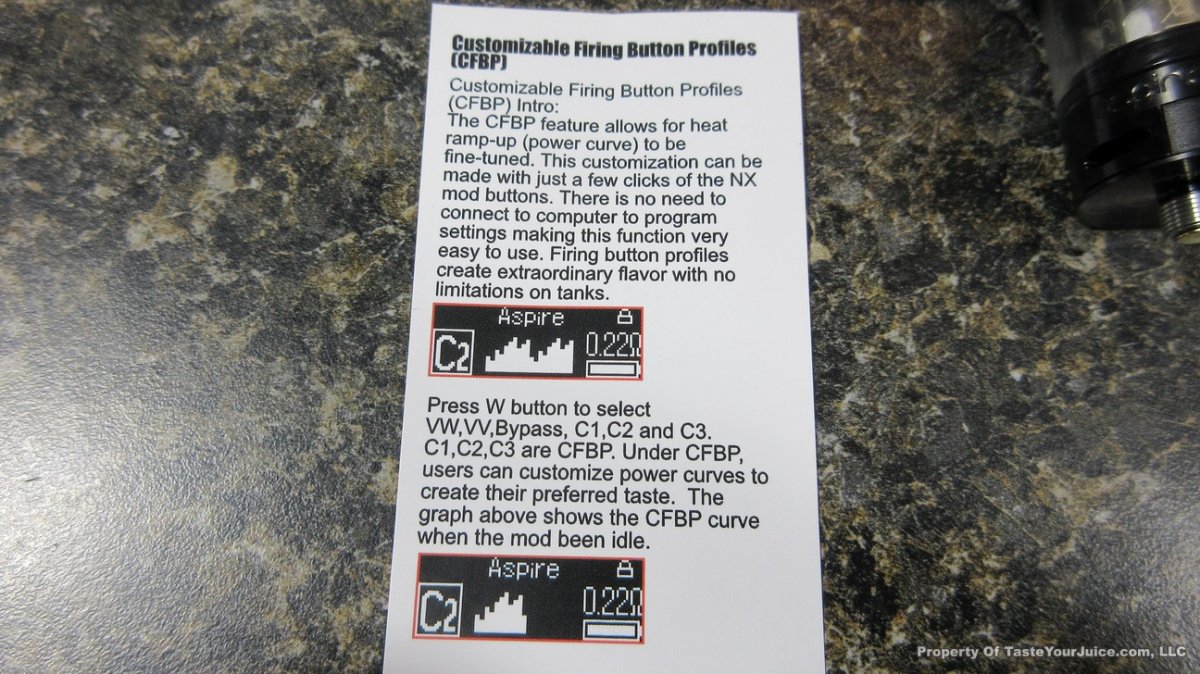 Customizable Firing Button Profiles
(CFBP)
Customizable Firing Button Profiles
(CFBP) Intro:
The CFBP feature allows for heat
ramp-up (power curve) to be
fine-tuned. This customization can be
made with just a few clicks of the NX
mod buttons. There is no need to
connect to computer to program
settings making this function very
easy to use. Firing button profiles
create extraordinary flavor with no
limitations on tanks.
Aspire
C2
0.22Ω
Press W button to select
VW,VV,Bypass, C1,C2 and C3.
C1,C2,C3 are CFBP. Under CFBP,
users can customize power curves to
create their preferred taste.  The
graph above shows the CFBP curve
when the mod been idle.
Aspire
C2
0.22Ω
Property Of TasteYourJuice.com, LLC